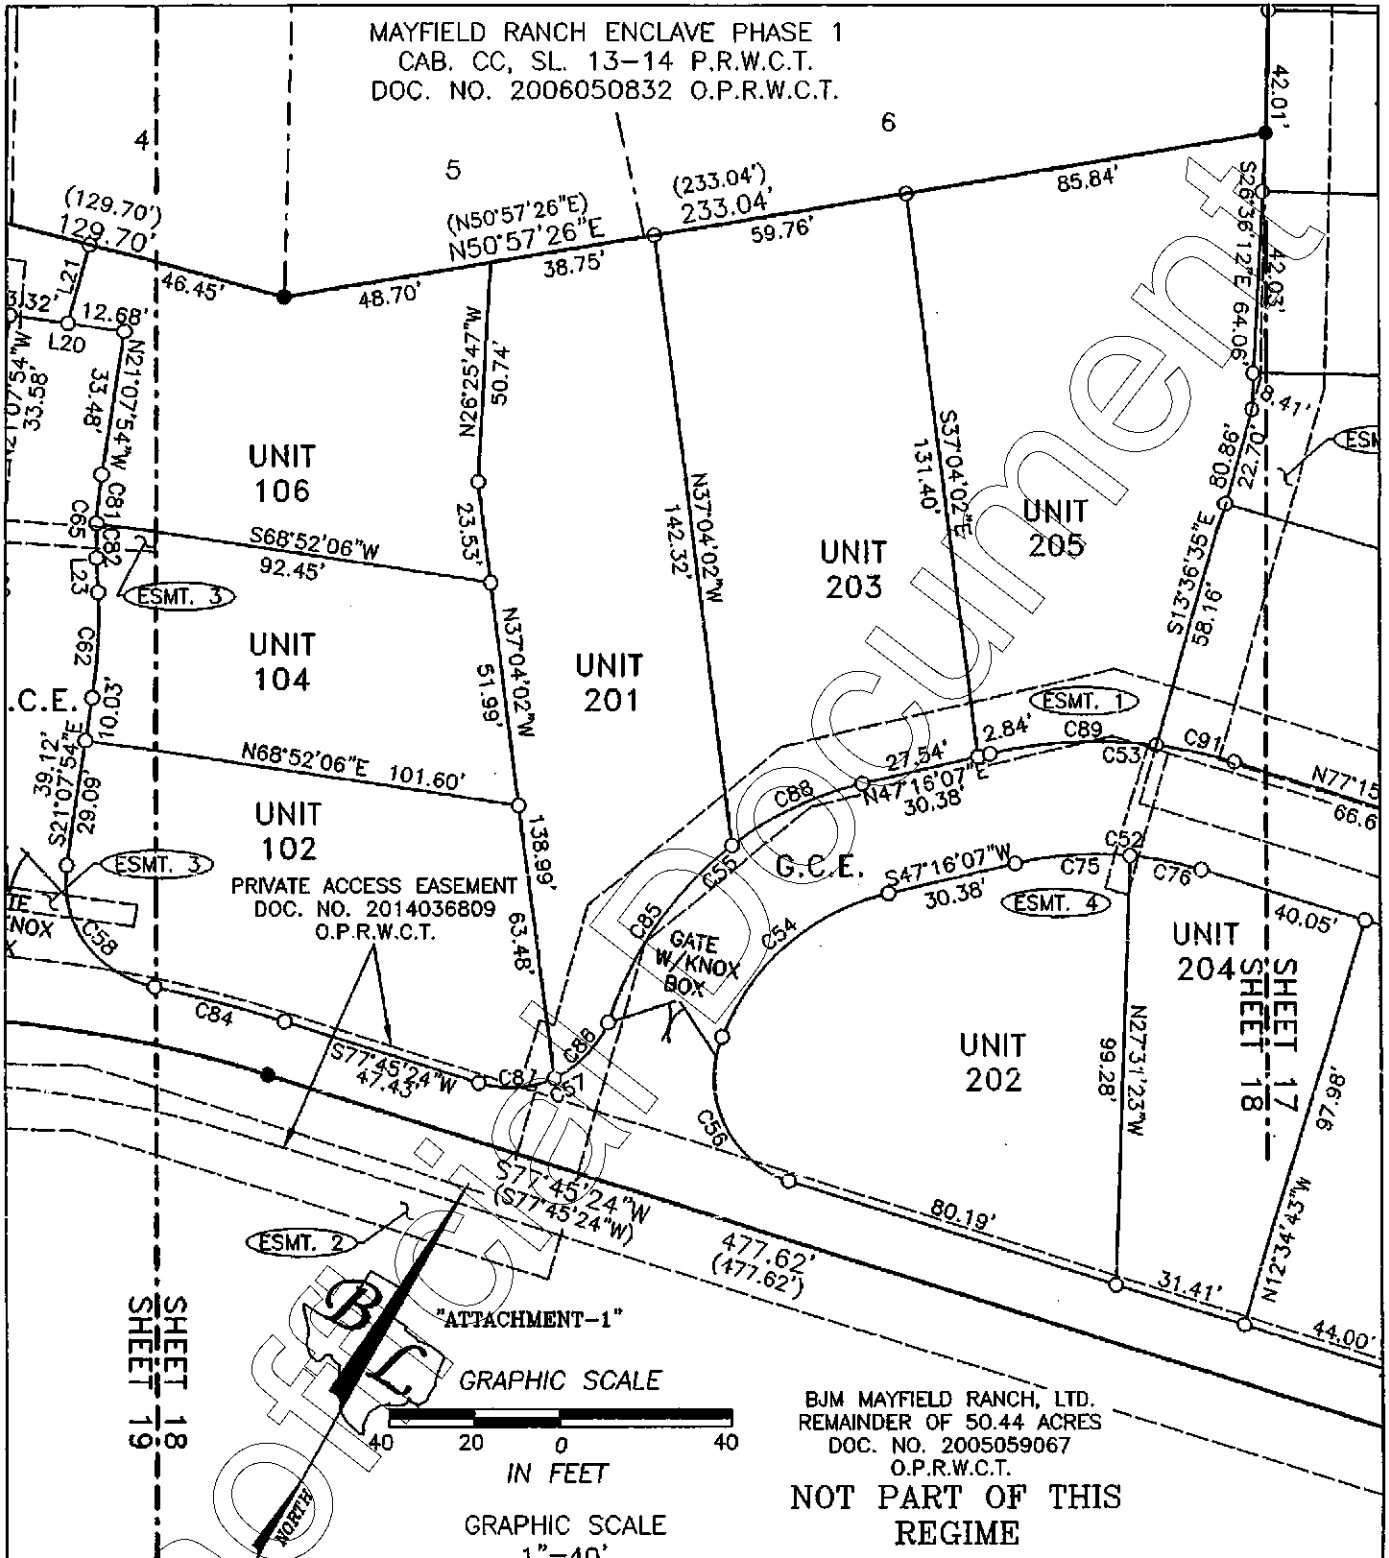 MAYFIELD RANCH ENCLAVE PHASE 1
CAB. CC, SL. 13-14 P.R.W.C.T.
DOC. NO. 2006050832 O.P.R.W.C.T.
4
5
6
42.01'
(129.70')
129.70'
46.45'
(N50°57'26"E)
N50°57'26"E
48.70'
38.75'
(233.04')
233.04'
59.76'
85.84'
S26°36'12"E 64.06'
42.03'
8.41'
L21
3.32'
12.68'
L20
33.58'
N21°07'54"W
33.48'
N26°25'47"W
50.74'
UNIT
106
C81
C65
C82
L23
S68°52'06"W
92.45'
23.53'
ESMT. 3
N37°04'02"W
142.32'
S37°04'02"E
131.40'
UNIT
203
UNIT
205
80.86'
22.70'
S13°36'35"E
58.16'
C62
UNIT
104
N37°04'02"W
51.99'
UNIT
201
.C.E.
10.03'
39.12'
S21°07'54"E
29.09'
N68°52'06"E 101.60'
UNIT
102
138.99'
63.48'
ESMT. 1
2.84'
C89
C53
C91
27.54'
N47°16'07"E
30.38'
N77°15
66.6
C88
C55
C85
G.C.E.
S47°16'07"W
30.38'
C52
C75
C76
ESMT. 4
40.05'
ESMT. 3
KNOX
C58
PRIVATE ACCESS EASEMENT
DOC. NO. 2014036809
O.P.R.W.C.T.
C54
GATE
W/KNOX
BOX
UNIT
204
SHEET 17
SHEET 18
C84
S77°45'24"W
47.43'
C87
C86
C57
C56
UNIT
202
N27°31'23"W
99.28'
97.98'
N12°34'43"W
80.19'
31.41'
44.00'
S77°45'24"W
(S77°45'24"W)
477.62'
(477.62')
ESMT. 2
SHEET 18
SHEET 19
B
L
"ATTACHMENT-1"
GRAPHIC SCALE
40 20 0 40
IN FEET
GRAPHIC SCALE
1"=40'
NORTH
BJM MAYFIELD RANCH, LTD.
REMAINDER OF 50.44 ACRES
DOC. NO. 2005059067
O.P.R.W.C.T.
NOT PART OF THIS
REGIME
Document